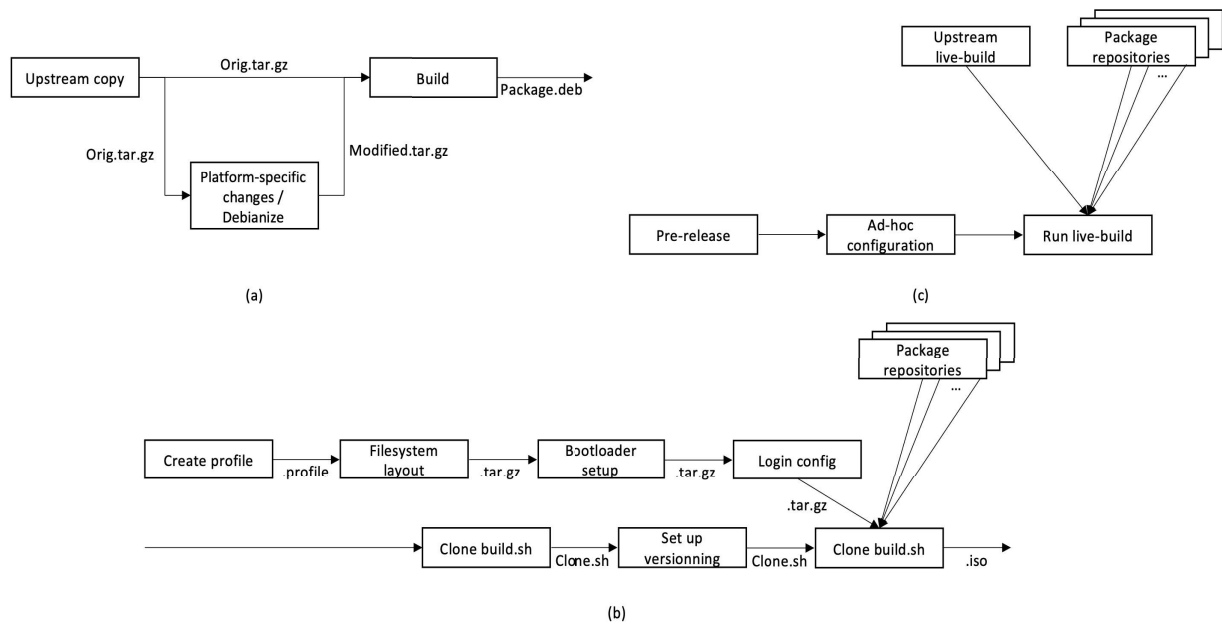 Upstream copy
Orig.tar.gz
Build
Package.deb
Orig.tar.gz
Modified.tar.gz
Platform-specific
changes /
Debianize
(a)
Upstream
live-build
Package
repositories
...
Pre-release
Ad-hoc
configuration
Run live-build
(c)
Package
repositories
...
Create profile
.profile
Filesystem
layout
.tar.gz
Bootloader
setup
.tar.gz
Login config
.tar.gz
Clone build.sh
Clone.sh
Set up
versionning
Clone.sh
Clone build.sh
.iso
(b)